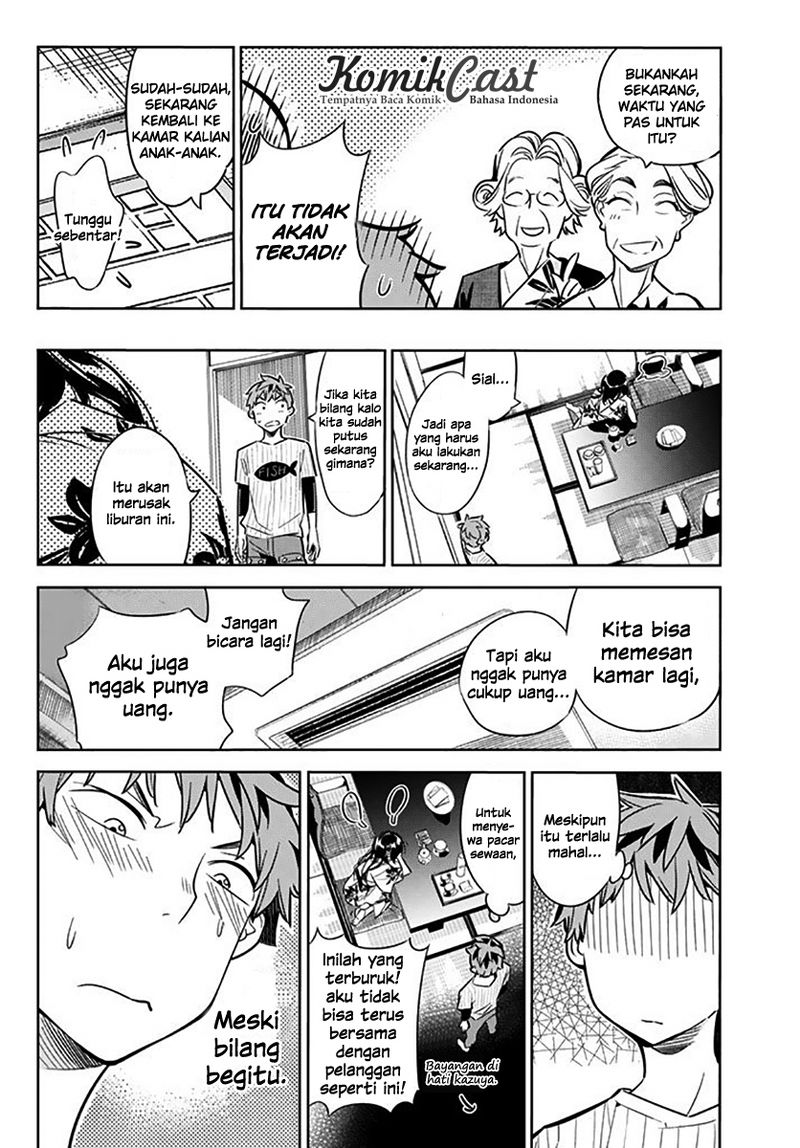 KomikCast
Tempatnya Baca Komik Bahasa Indonesia
BUKANKAH
SEKARANG,
WAKTU YANG
PAS UNTUK
ITU?
ITU TIDAK
AKAN
TERJADI!
SUDAH-SUDAH,
SEKARANG
KEMBALI KE
KAMAR KALIAN
ANAK-ANAK.
Tunggu
sebentar!
Sial...
Jadi apa
yang harus
aku lakukan
sekarang...
Jika kita
bilang kalo
kita sudah
putus
sekarang
gimana?
FISH
Itu akan
merusak
liburan ini.
Kita bisa
memesan
kamar lagi,
Tapi aku
nggak punya
cukup uang...
Jangan
bicara lagi!
Aku juga
nggak punya
uang.
Meskipun
itu terlalu
mahal...
Untuk
menye-
wa pacar
sewaan,
Inilah yang
terburuk!
aku tidak
bisa terus
bersama
dengan
pelanggan
seperti ini!
Bayangan di
hati kazuya.
Meski
bilang
begitu.